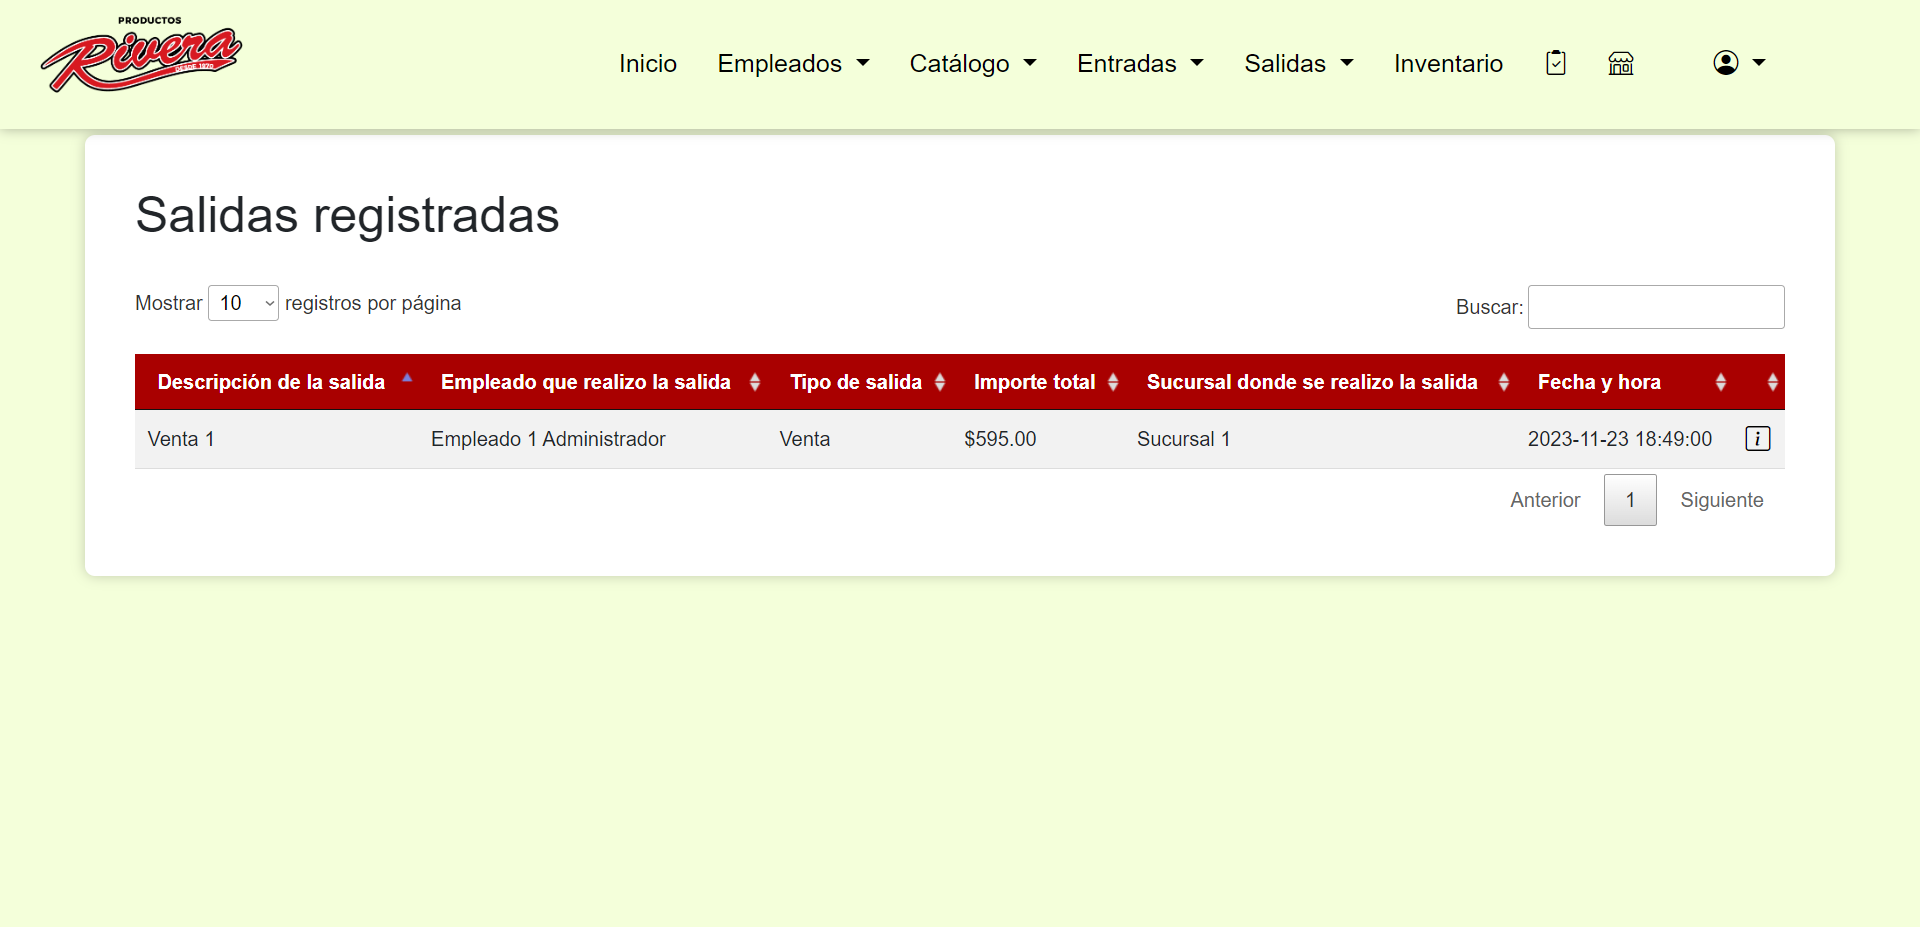 PRODUCTOS
Rivera
DESDE 1970
Inicio Empleados Catálogo Entradas Salidas Inventario
Salidas registradas
Mostrar 10 registros por página
Buscar:
Descripción de la salida Empleado que realizo la salida Tipo de salida Importe total Sucursal donde se realizo la salida Fecha y hora
Venta 1 Empleado 1 Administrador Venta $595.00 Sucursal 1 2023-11-23 18:49:00
Anterior 1 Siguiente